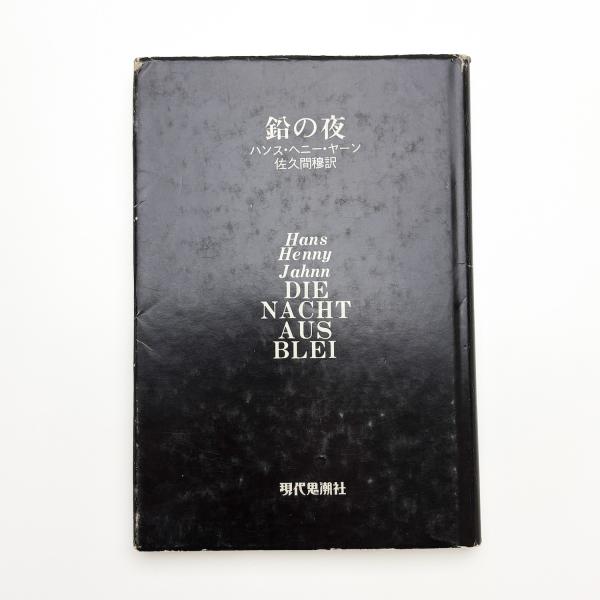 鉛の夜
ハンス・ヘニー・ヤーン
佐久間穆訳
Hans
Henny
Jahnn
DIE
NACHT
AUS
BLEI
現代思潮社